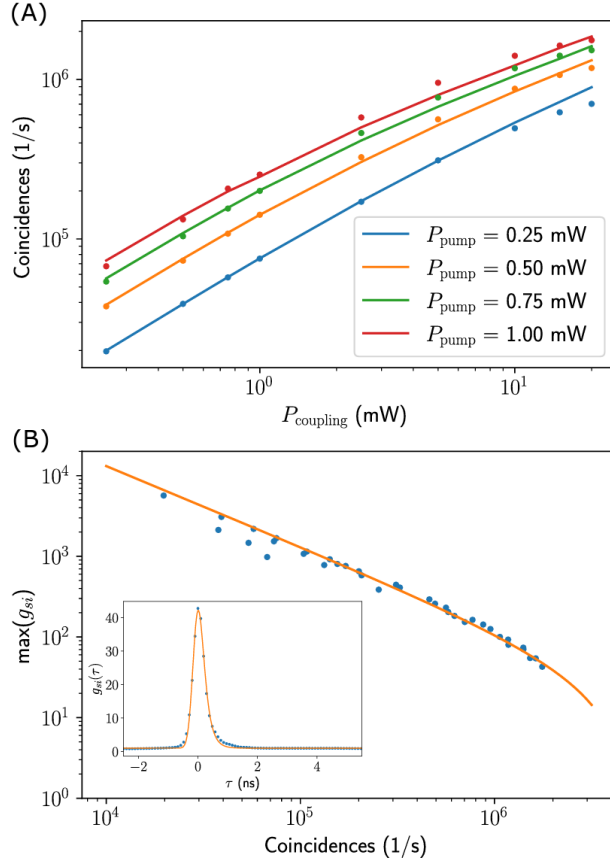 (A)
Coincidences (1/s)
10^6
10^5
P_pump = 0.25 mW
P_pump = 0.50 mW
P_pump = 0.75 mW
P_pump = 1.00 mW
10^0
10^1
P_coupling (mW)
(B)
max(g_si)
10^4
10^3
10^2
10^1
10^0
g_si(τ)
40
30
20
10
0
−2
0
2
4
τ (ns)
10^4
10^5
10^6
Coincidences (1/s)